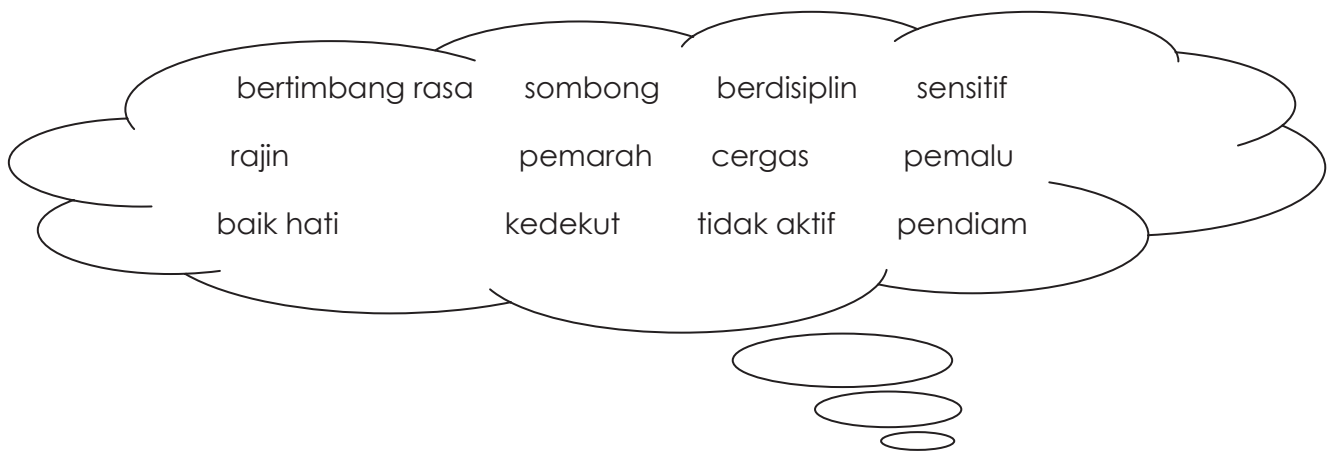 bertimbang rasa sombong berdisiplin sensitif
rajin pemarah cergas pemalu
baik hati kedekut tidak aktif pendiam